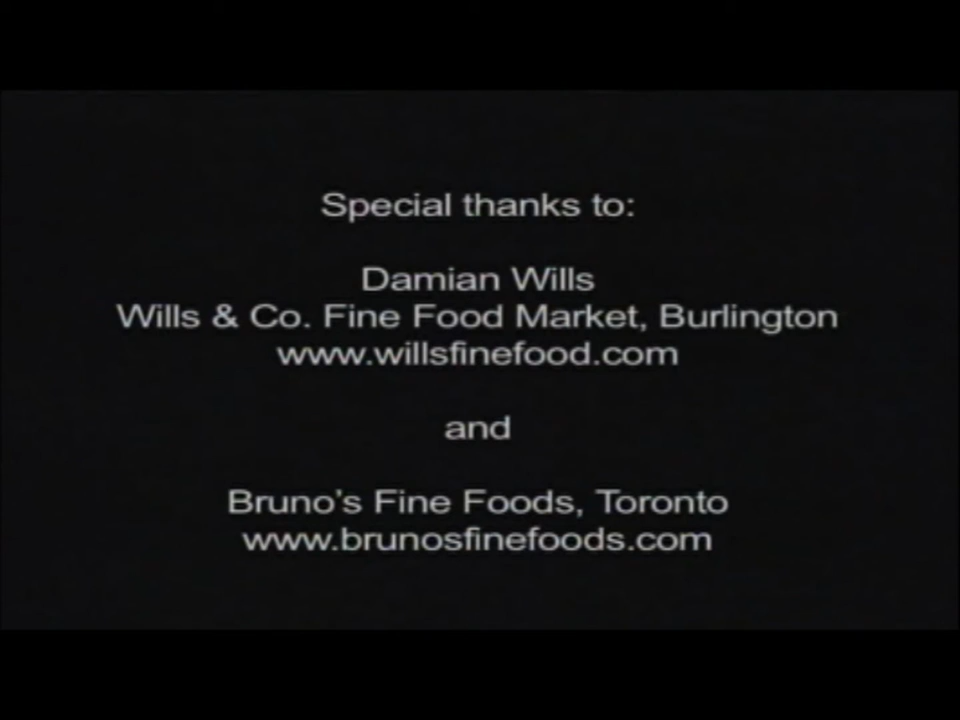 Special thanks to:
Damian Wills
Wills & Co. Fine Food Market, Burlington
www.willsfinefood.com
and
Bruno's Fine Foods, Toronto
www.brunosfinefoods.com